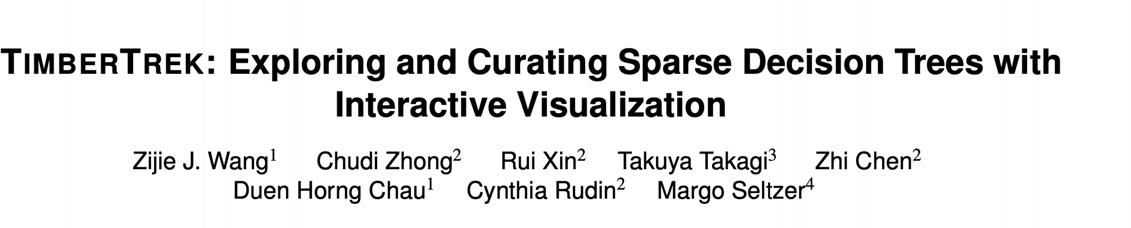 TIMBERTREK: Exploring and Curating Sparse Decision Trees with
Interactive Visualization
Zijie J. Wang¹ Chudi Zhong² Rui Xin² Takuya Takagi³ Zhi Chen²
Duen Horng Chau¹ Cynthia Rudin² Margo Seltzer⁴